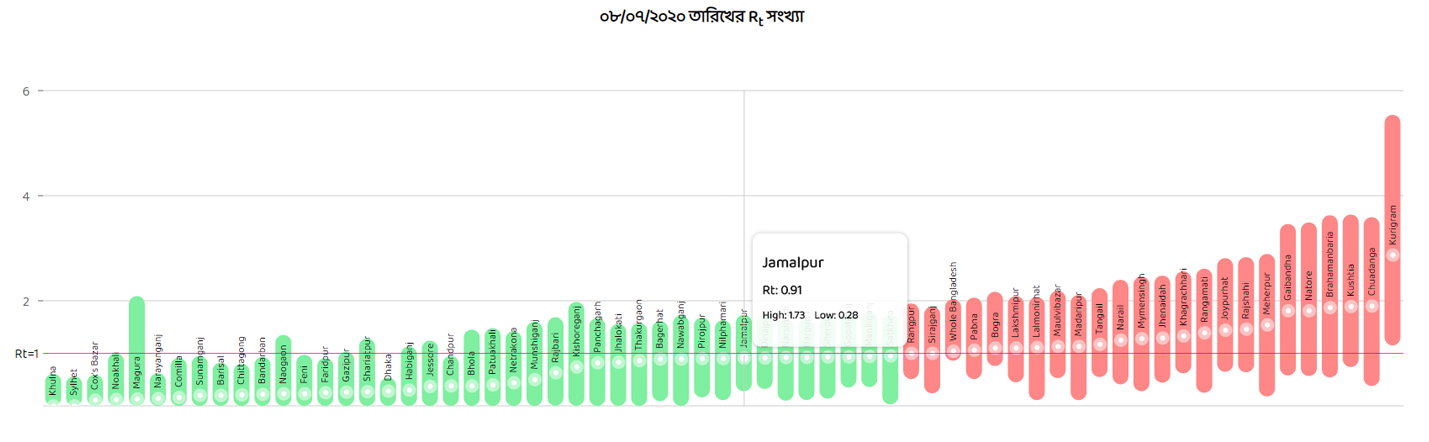 ০৮/০৭/২০২০ তারিখের Rt সংখ্যা
6
4
2
Rt=1
Jamalpur
Rt: 0.91
High: 1.73 Low: 0.28
Khulna
Sylhet
Cox's Bazar
Noakhali
Magura
Narayanganj
Comilla
Sunamganj
Barisal
Chittagong
Bandarban
Naogaon
Feni
Faridpur
Gazipur
Shariatpur
Dhaka
Habiganj
Jessore
Chandpur
Bhola
Patuakhali
Netrakona
Munshiganj
Rajbari
Kishoreganj
Panchagarh
Jhalokati
Thakurgaon
Bagerhat
Nawabganj
Pirojpur
Nilphamari
Jamalpur
Rangpur
Sirajganj
Whole Bangladesh
Pabna
Bogra
Lakshmipur
Lalmonirhat
Maulvibazar
Madaripur
Tangail
Narail
Mymensingh
Jhenaidah
Khagrachhari
Rangamati
Joypurhat
Rajshahi
Meherpur
Gaibandha
Natore
Brahamanbaria
Kushtia
Chuadanga
Kurigram